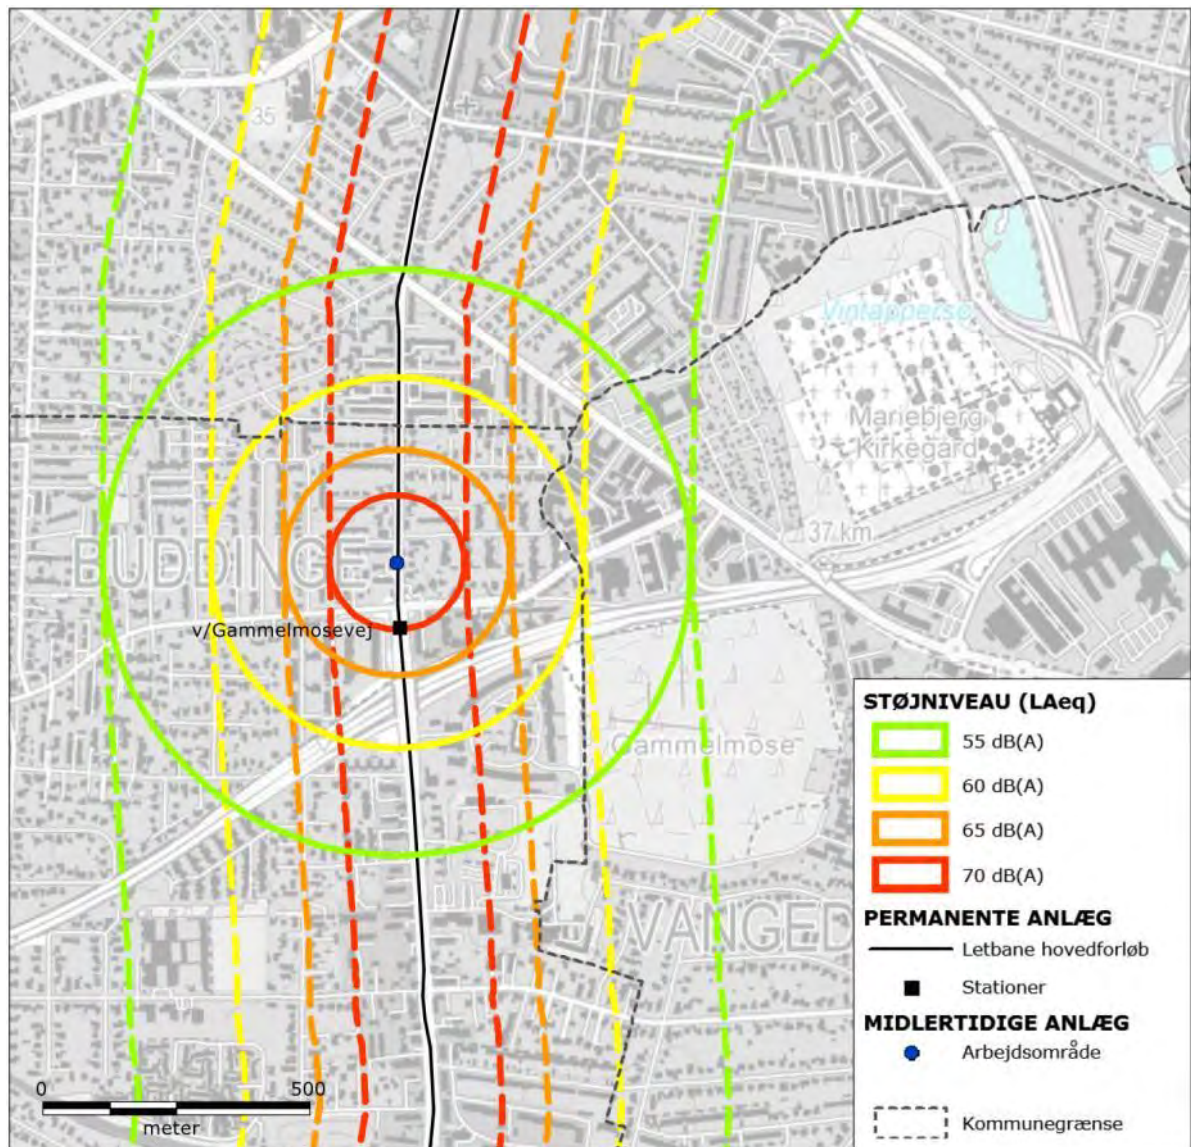 35
Vintappersø
Mariebjerg
Kirkegård
37 km
BUDDINGE
v/Gammelmosevej
Gammelmose
VANGED
STØJNIVEAU (LAeq)
55 dB(A)
60 dB(A)
65 dB(A)
70 dB(A)
PERMANENTE ANLÆG
Letbane hovedforløb
Stationer
MIDLERTIDIGE ANLÆG
Arbejdsområde
Kommunegrænse
0 500
meter